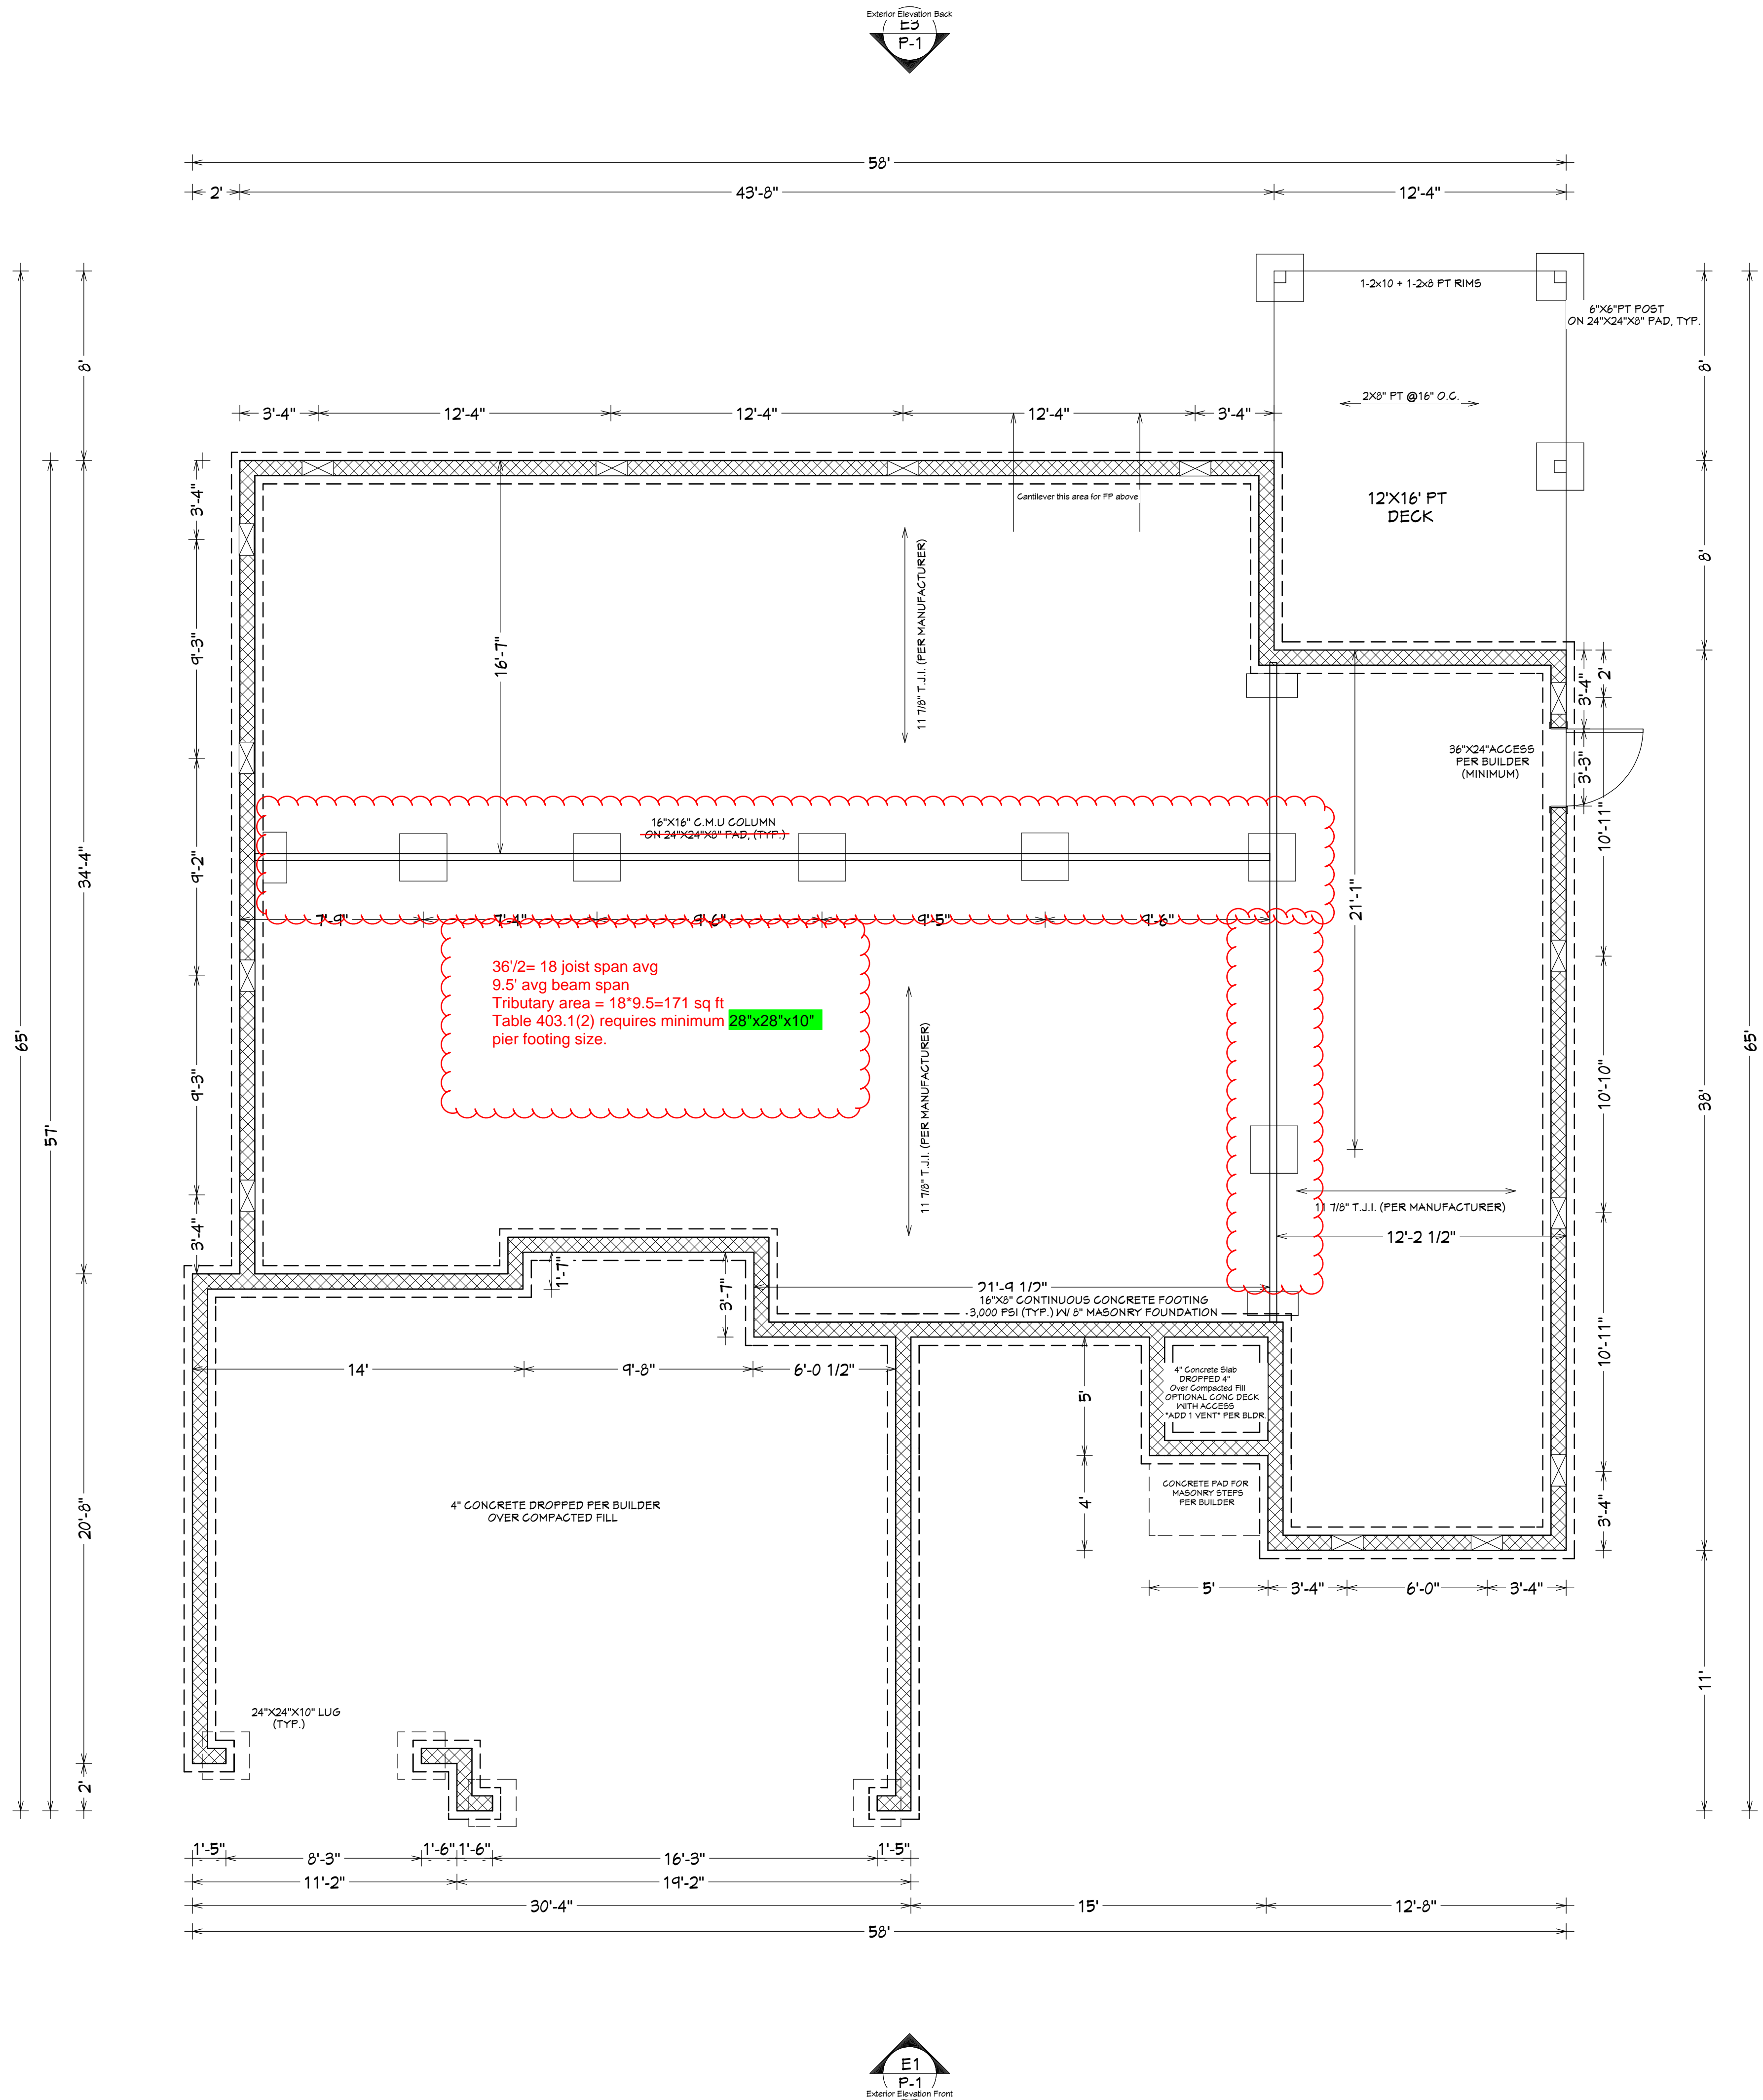 Exterior Elevation Back
E3
P-1
58'
2'
43'-8"
12'-4"
1-2x10 + 1-2x8 PT RIMS
6"X6"PT POST
ON 24"X24"X8" PAD, TYP.
8'
8'
2X8" PT @16" O.C.
3'-4"
12'-4"
12'-4"
12'-4"
3'-4"
Cantilever this area for FP above
12'X16' PT
DECK
3'-4"
8'
9'-3"
16'-7"
11 7/8" T.J.I. (PER MANUFACTURER)
2'
3'-4"
36"X24"ACCESS
PER BUILDER
(MINIMUM)
3'-3"
16"X16" C.M.U COLUMN
ON 24"X24"X8" PAD, (TYP.)
10'-11"
9'-2"
34'-4"
21'-1"
7'-9"
7'-4"
9'-6"
9'-5"
9'-6"
36'/2= 18 joist span avg
9.5' avg beam span
Tributary area = 18*9.5=171 sq ft
Table 403.1(2) requires minimum 28"x28"x10"
pier footing size.
65'
57'
9'-3"
11 7/8" T.J.I. (PER MANUFACTURER)
10'-10"
38'
65'
3'-4"
11 7/8" T.J.I. (PER MANUFACTURER)
12'-2 1/2"
1'-7"
3'-7"
21'-9 1/2"
16"X8" CONTINUOUS CONCRETE FOOTING
3,000 PSI (TYP.) W/ 8" MASONRY FOUNDATION
10'-11"
14'
9'-8"
6'-0 1/2"
5'
4" Concrete Slab
DROPPED 4"
Over Compacted Fill
OPTIONAL CONC DECK
WITH ACCESS
*ADD 1 VENT* PER BLDR
20'-8"
4" CONCRETE DROPPED PER BUILDER
OVER COMPACTED FILL
4'
CONCRETE PAD FOR
MASONRY STEPS
PER BUILDER
3'-4"
5'
3'-4"
6'-0"
3'-4"
11'
24"X24"X10" LUG
(TYP.)
2'
1'-5"
8'-3"
1'-6"
1'-6"
16'-3"
1'-5"
11'-2"
19'-2"
30'-4"
15'
12'-8"
58'
E1
P-1
Exterior Elevation Front